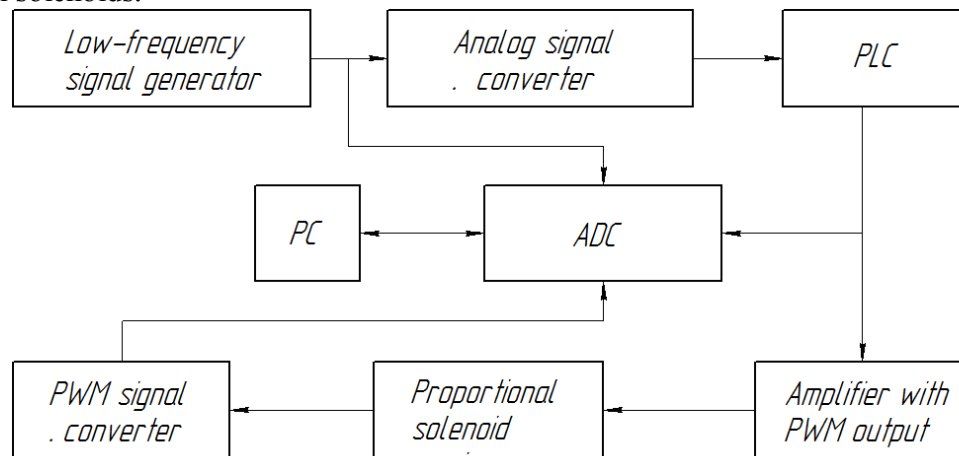 solenoids.
Low-frequency
signal generator
Analog signal
. converter
PLC
PC
ADC
PWM signal
. converter
Proportional
solenoid
Amplifier with
PWM output